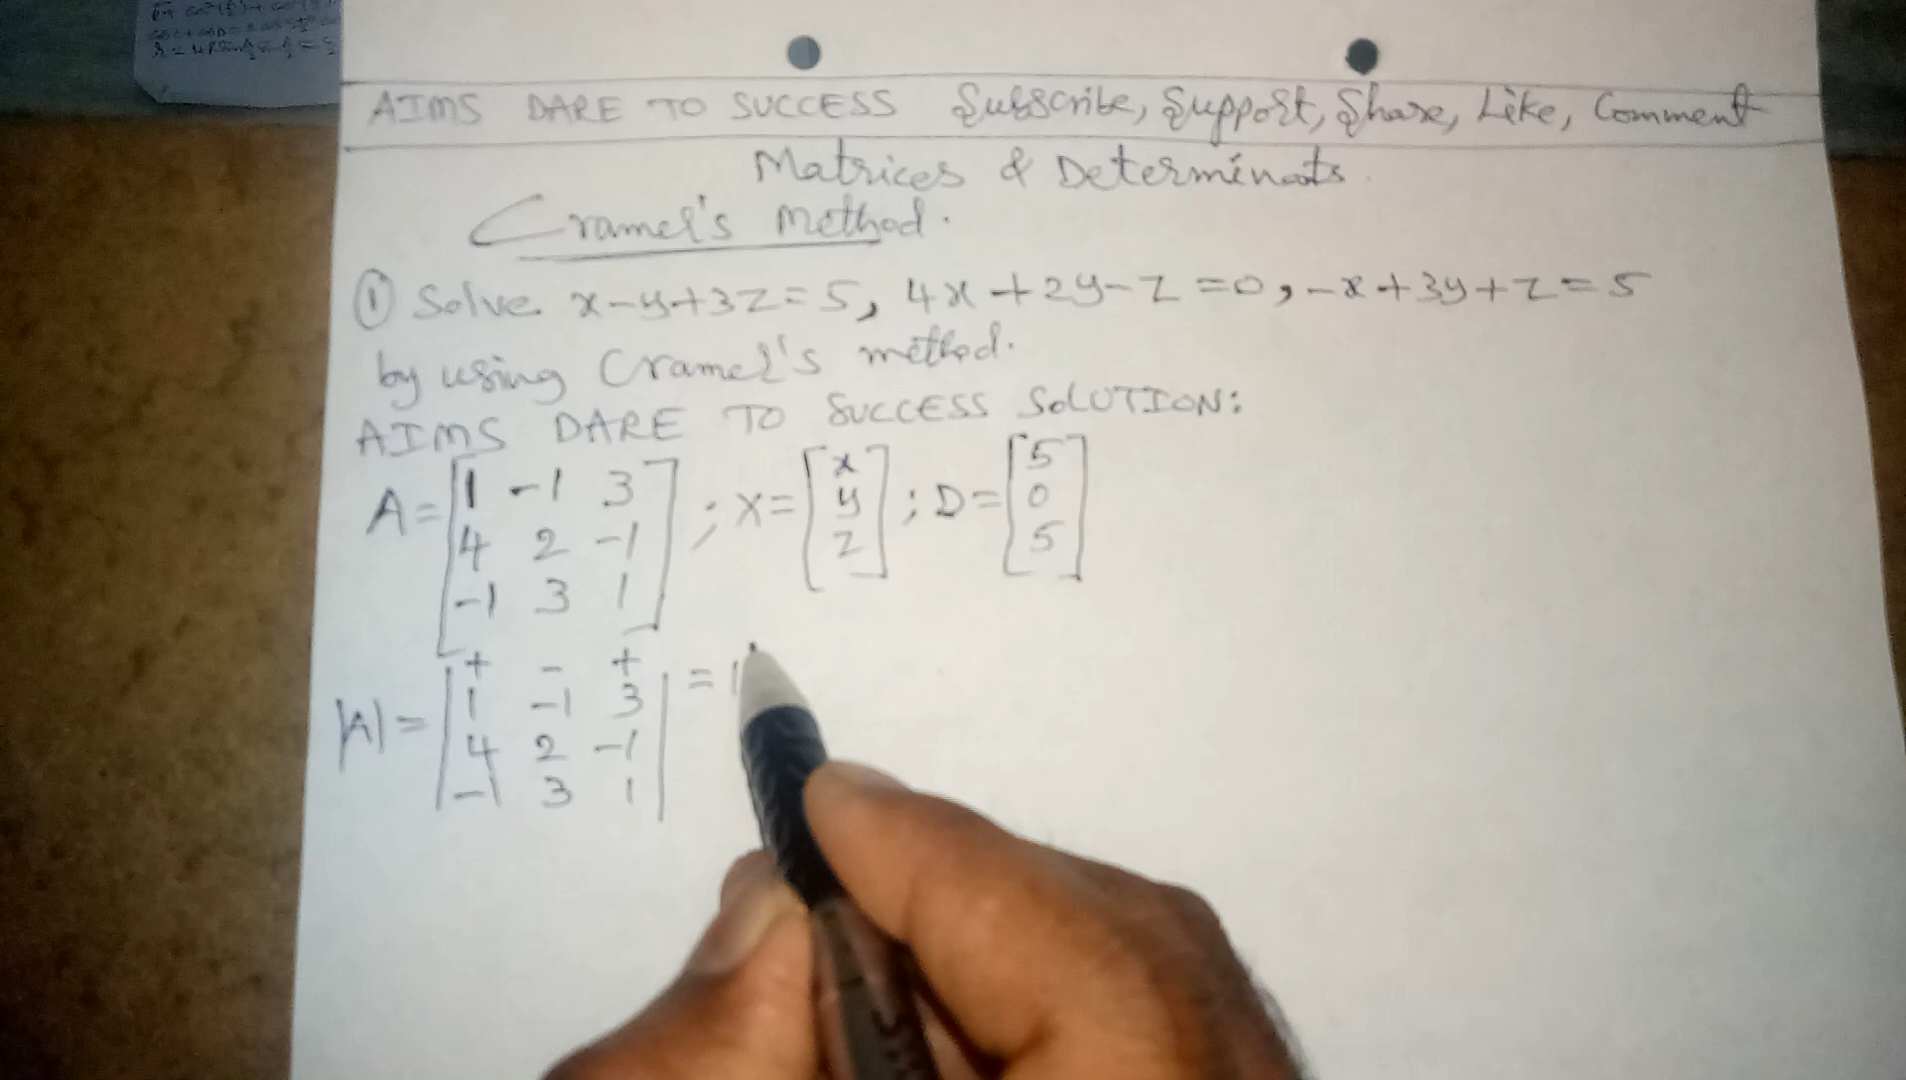 AIMS DARE TO SUCCESS Subscribe, Support, Share, Like, Comment
Matrices & Determinats.
Cramer's Method.
① Solve x-y+3z=5, 4x+2y-z=0, -x+3y+z=5
by using Cramer's method.
AIMS DARE TO SUCCESS SOLUTION:
A = [1 -1 3 ; X = [x ; D = [5
4 2 -1 y 0
-1 3 1] z] 5]
+ - +
|A| = |1 -1 3| = 1
4 2 -1
-1 3 1